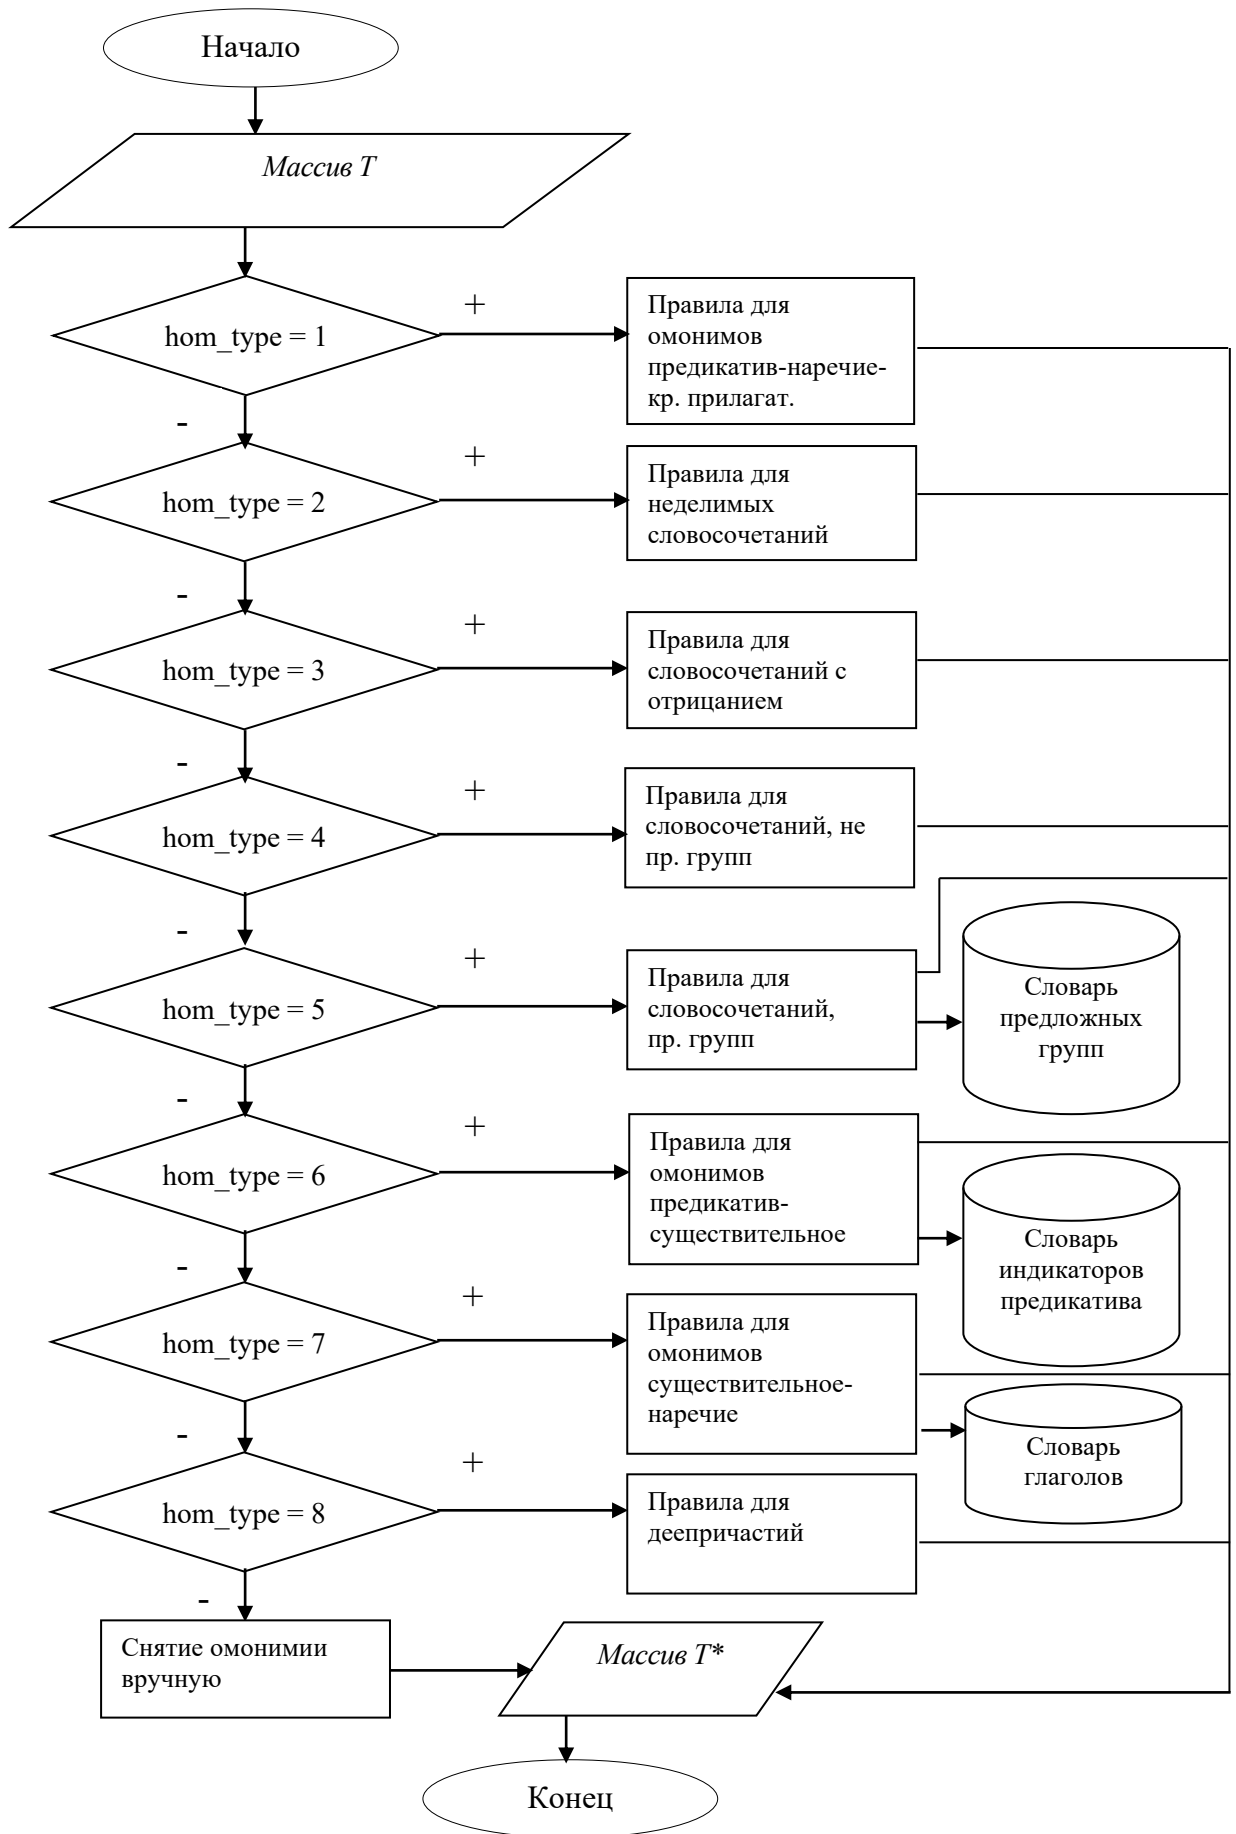 Начало
Массив T
hom_type = 1
+
Правила для
омонимов
предикатив-наречие-
кр. прилагат.
-
hom_type = 2
+
Правила для
неделимых
словосочетаний
-
hom_type = 3
+
Правила для
словосочетаний с
отрицанием
-
hom_type = 4
+
Правила для
словосочетаний, не
пр. групп
-
hom_type = 5
+
Правила для
словосочетаний,
пр. групп
Словарь
предложных
групп
-
hom_type = 6
+
Правила для
омонимов
предикатив-
существительное
Словарь
индикаторов
предикатива
-
hom_type = 7
+
Правила для
омонимов
существительное-
наречие
Словарь
глаголов
-
hom_type = 8
+
Правила для
деепричастий
-
Снятие омонимии
вручную
Массив T*
Конец